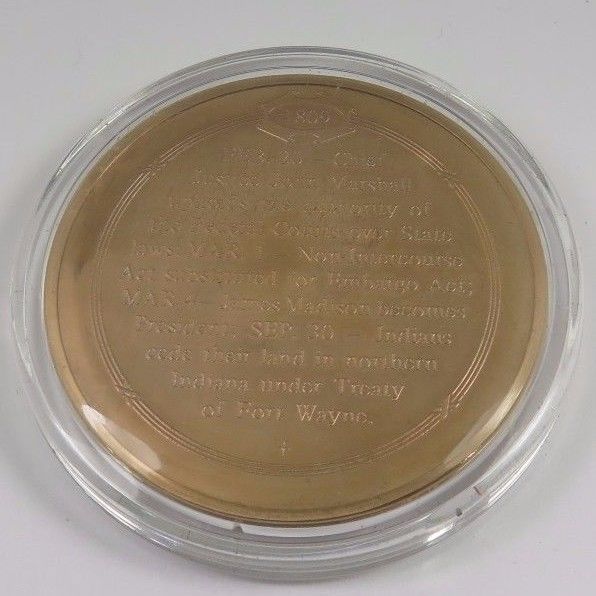 1809
FEB. 20 — Chief
Justice John Marshall
the authority of
the Federal Courts over State
laws; MAR. 1 — Non-Intercourse
Act substituted for Embargo Act;
MAR. 4 — James Madison becomes
President; SEP. 30 — Indians
cede their land in northern
Indiana under Treaty
of Fort Wayne.